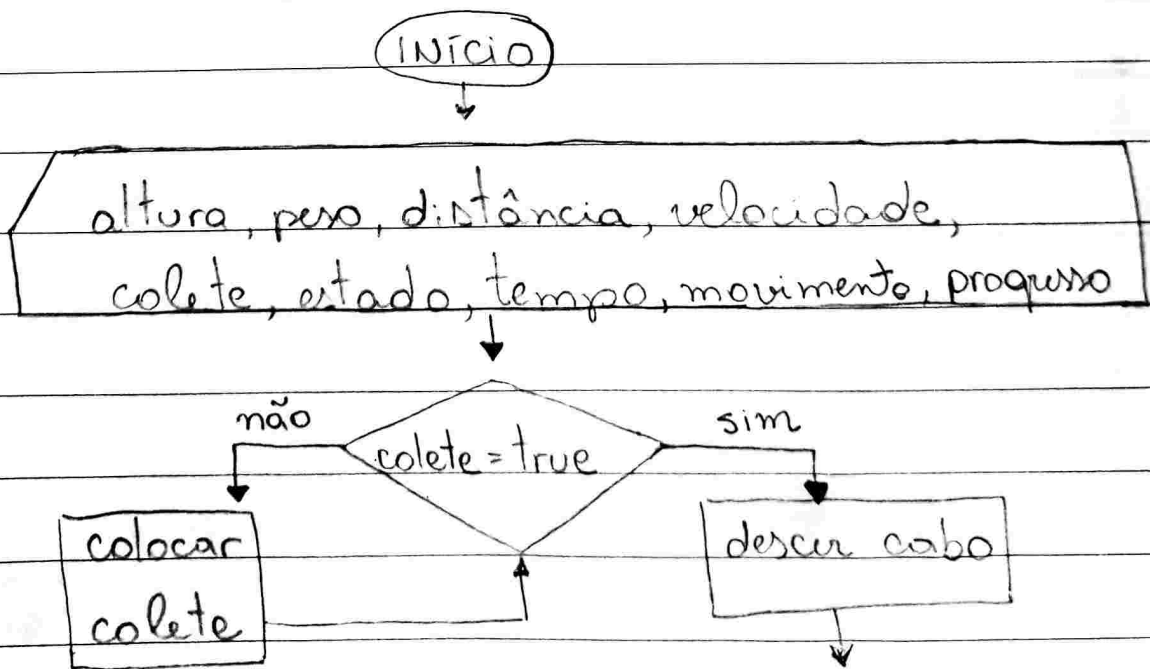 INÍCIO
altura, peso, distância, velocidade,
colete, estado, tempo, movimento, progresso
não
sim
colete = true
colocar
colete
descer cabo